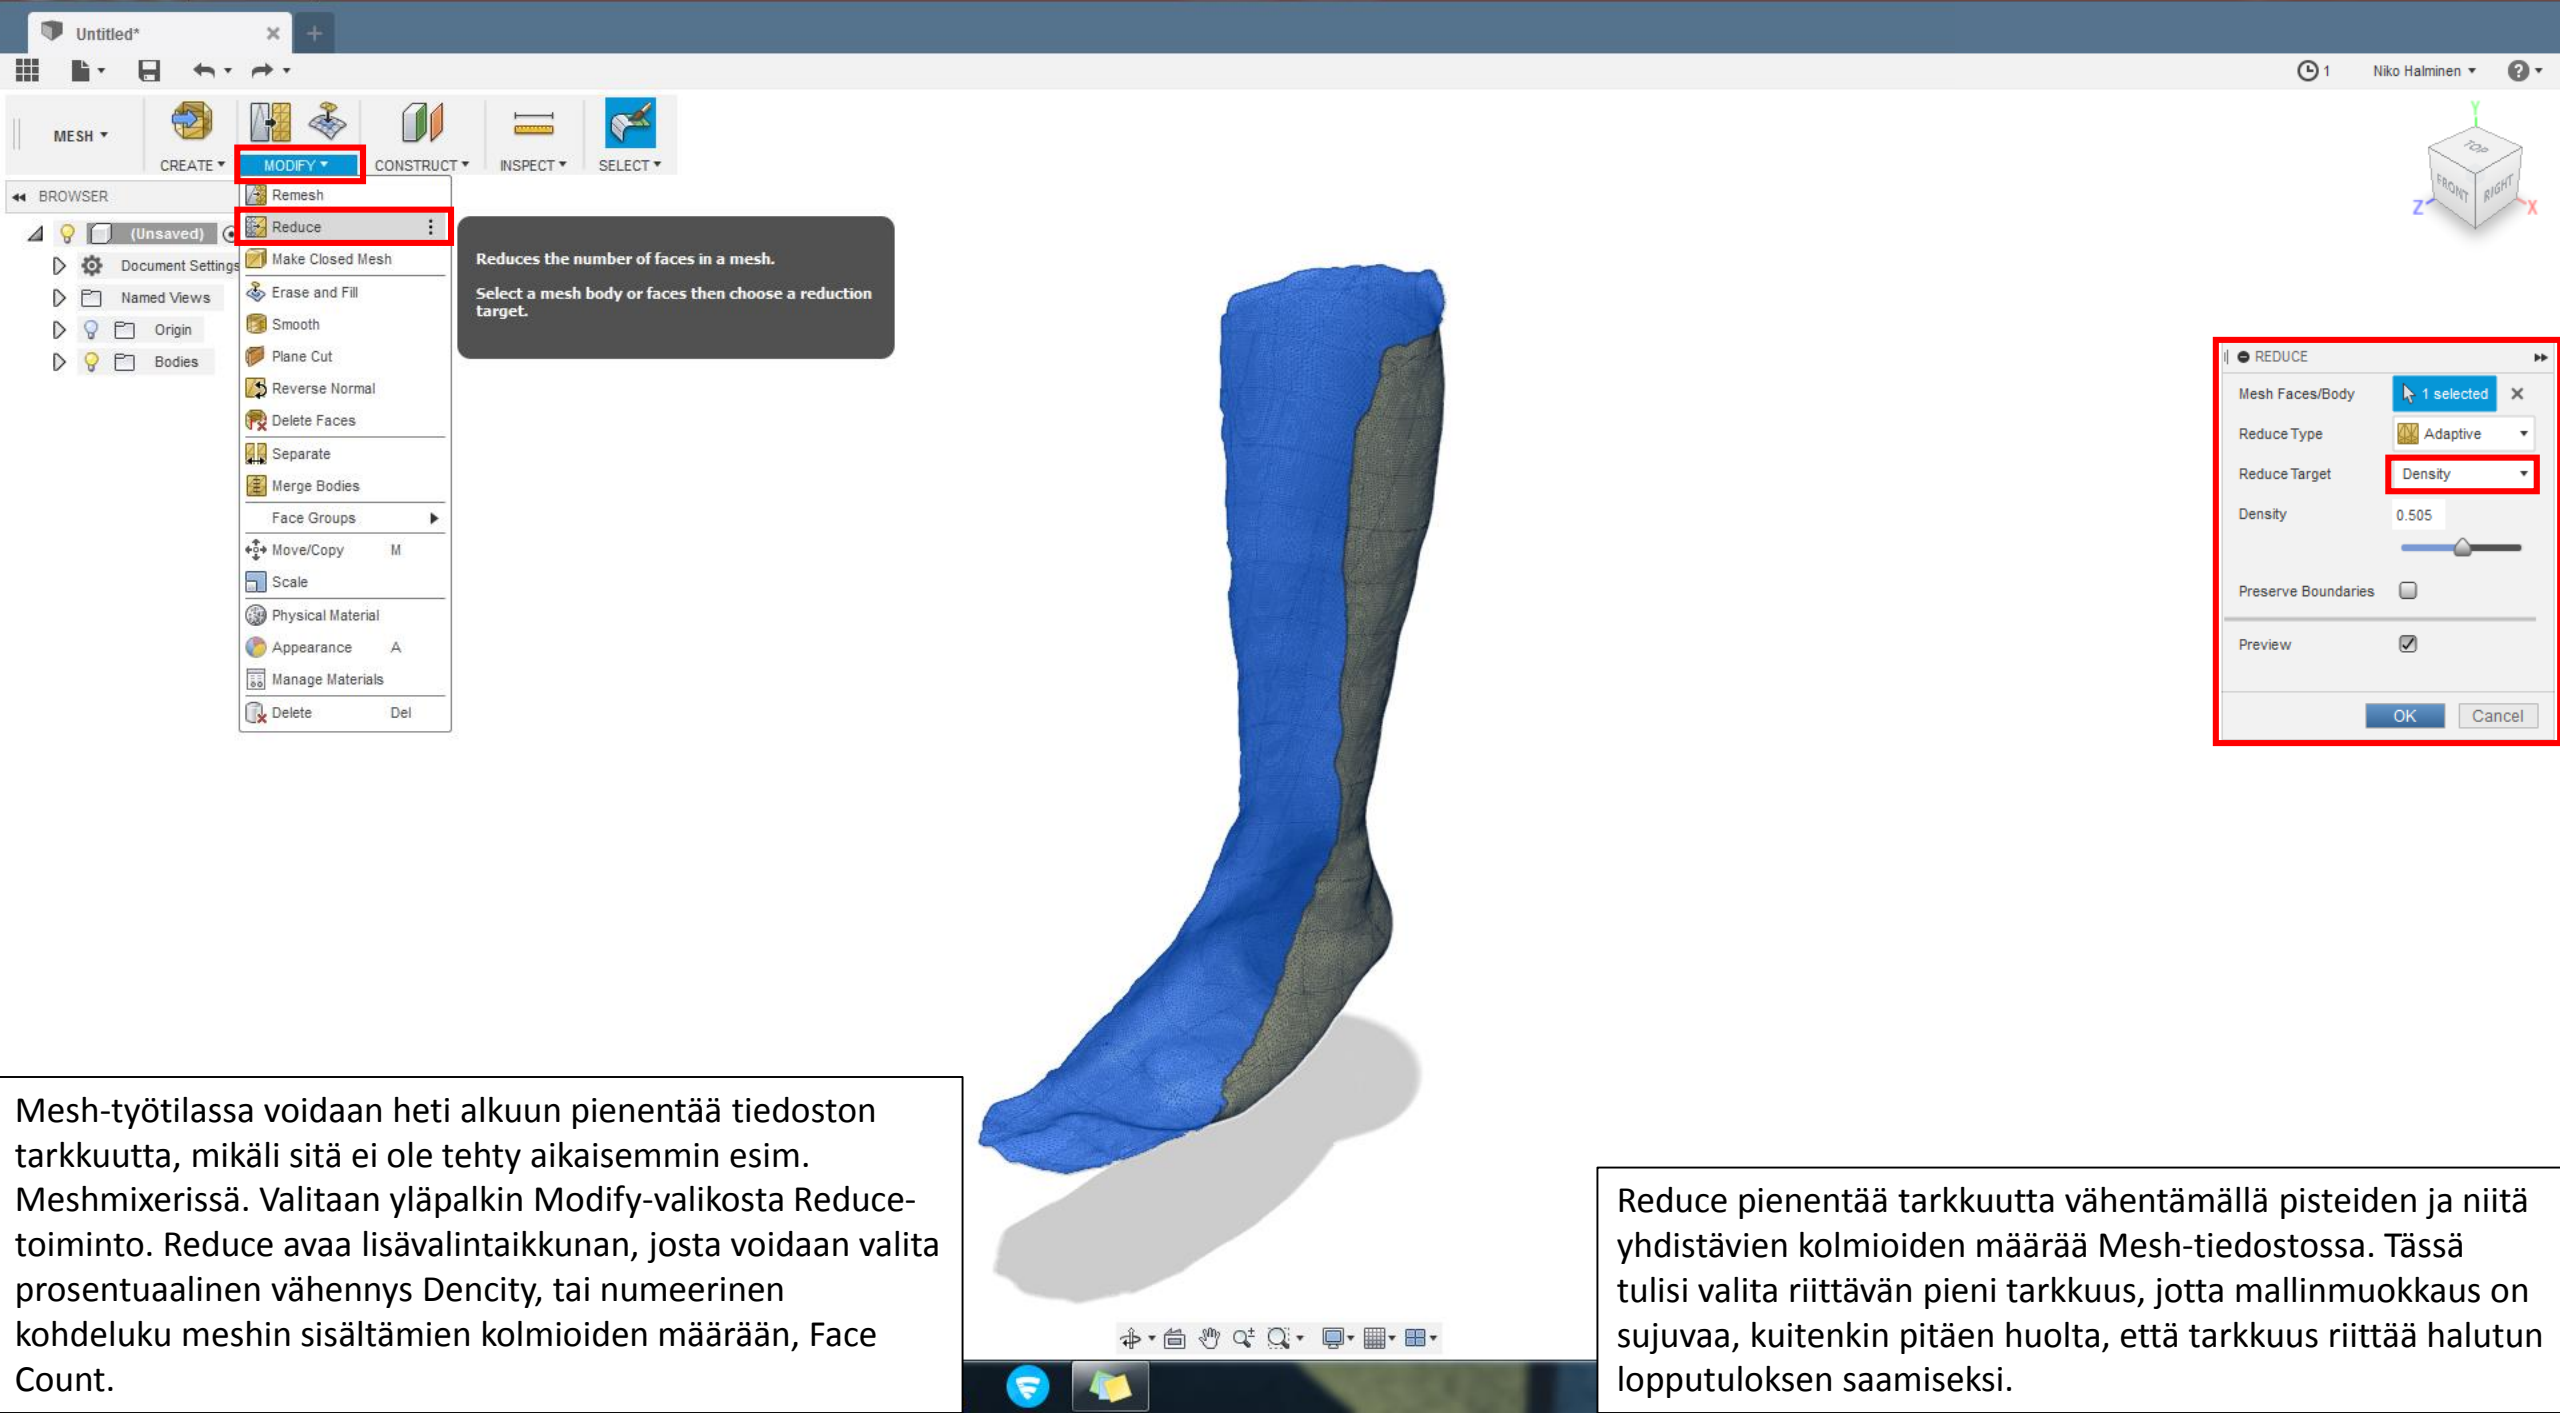 Untitled*
1 Niko Halminen
MESH
CREATE MODIFY CONSTRUCT INSPECT SELECT
BROWSER
(Unsaved)
Document Settings
Named Views
Origin
Bodies
Remesh
Reduce
Make Closed Mesh
Erase and Fill
Smooth
Plane Cut
Reverse Normal
Delete Faces
Separate
Merge Bodies
Face Groups
Move/Copy M
Scale
Physical Material
Appearance A
Manage Materials
Delete Del
Reduces the number of faces in a mesh.
Select a mesh body or faces then choose a reduction
target.
Y
TOP
FRONT RIGHT
Z X
REDUCE
Mesh Faces/Body 1 selected
Reduce Type Adaptive
Reduce Target Density
Density 0.505
Preserve Boundaries
Preview
OK Cancel
Mesh-työtilassa voidaan heti alkuun pienentää tiedoston
tarkkuutta, mikäli sitä ei ole tehty aikaisemmin esim.
Meshmixerissä. Valitaan yläpalkin Modify-valikosta Reduce-
toiminto. Reduce avaa lisävalintaikkunan, josta voidaan valita
prosentuaalinen vähennys Dencity, tai numeerinen
kohdeluku meshin sisältämien kolmioiden määrään, Face
Count.
Reduce pienentää tarkkuutta vähentämällä pisteiden ja niitä
yhdistävien kolmioiden määrää Mesh-tiedostossa. Tässä
tulisi valita riittävän pieni tarkkuus, jotta mallinmuokkaus on
sujuvaa, kuitenkin pitäen huolta, että tarkkuus riittää halutun
lopputuloksen saamiseksi.